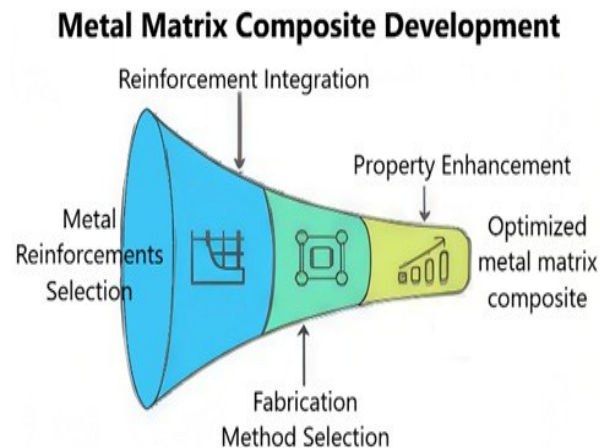 Metal Matrix Composite Development
Reinforcement Integration
Property Enhancement
Metal
Reinforcements
Selection
Optimized
metal matrix
composite
Fabrication
Method Selection